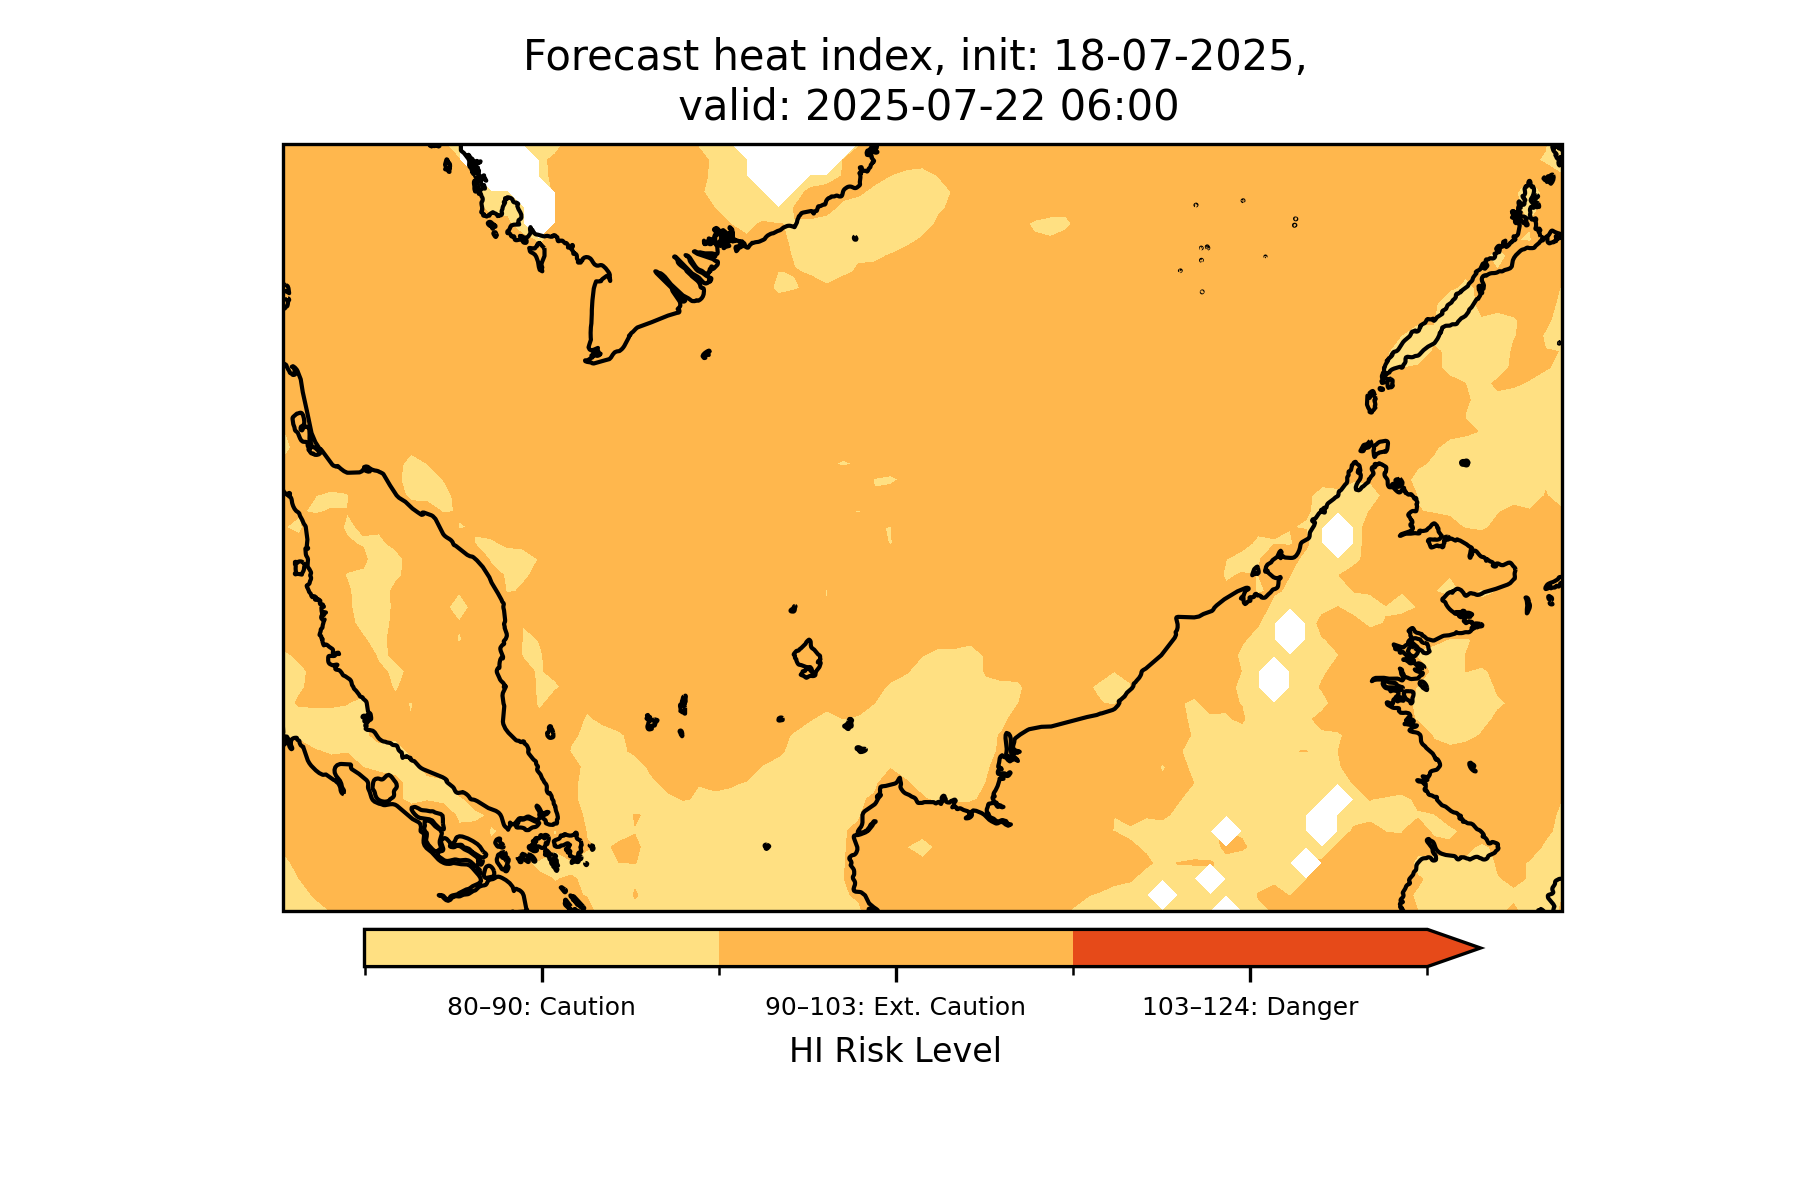 Forecast heat index, init: 18-07-2025,
valid: 2025-07-22 06:00
80–90: Caution
90–103: Ext. Caution
103–124: Danger
HI Risk Level